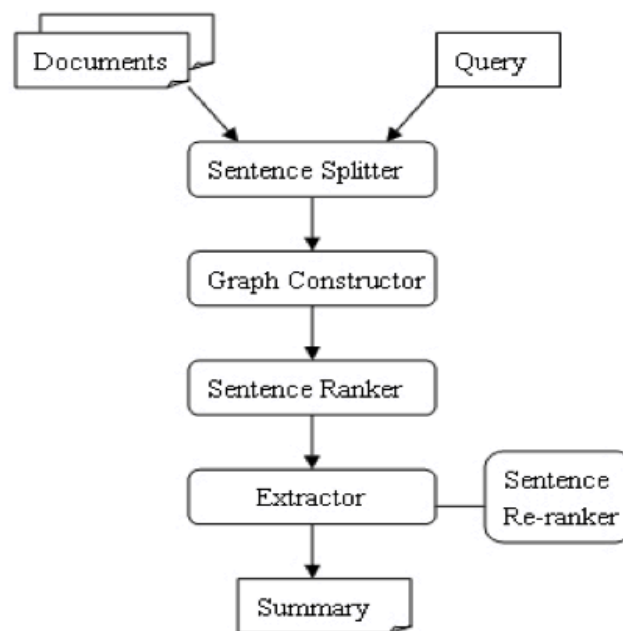 Documents
Query
Sentence Splitter
Graph Constructor
Sentence Ranker
Extractor
Sentence
Re-ranker
Summary